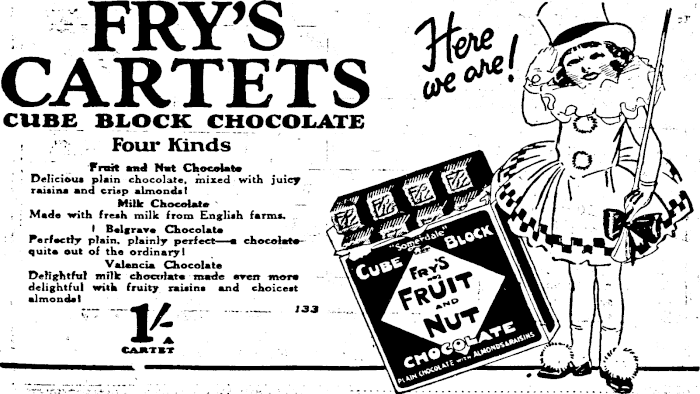 FRY'S
CARTETS
CUBE BLOCK CHOCOLATE
Four Kinds
Fruit and Nut Chocolate
Delicious plain chocolate, mixed with juicy
raisins and crisp almonds!
Milk Chocolate
Made with fresh milk from English farms.
Belgrave Chocolate
Perfectly plain, plainly perfect—a chocolate
quite out of the ordinary!
Valencia Chocolate
Delightful milk chocolate made even more
delightful with fruity raisins and choicest
almonds!
133
1/-
A
CARTET
Here
we are!
"Somerdale"
CUBE BLOCK
FRY'S
FRUIT
AND
NUT
CHOCOLATE
PLAIN CHOCOLATE WITH ALMONDS & RAISINS